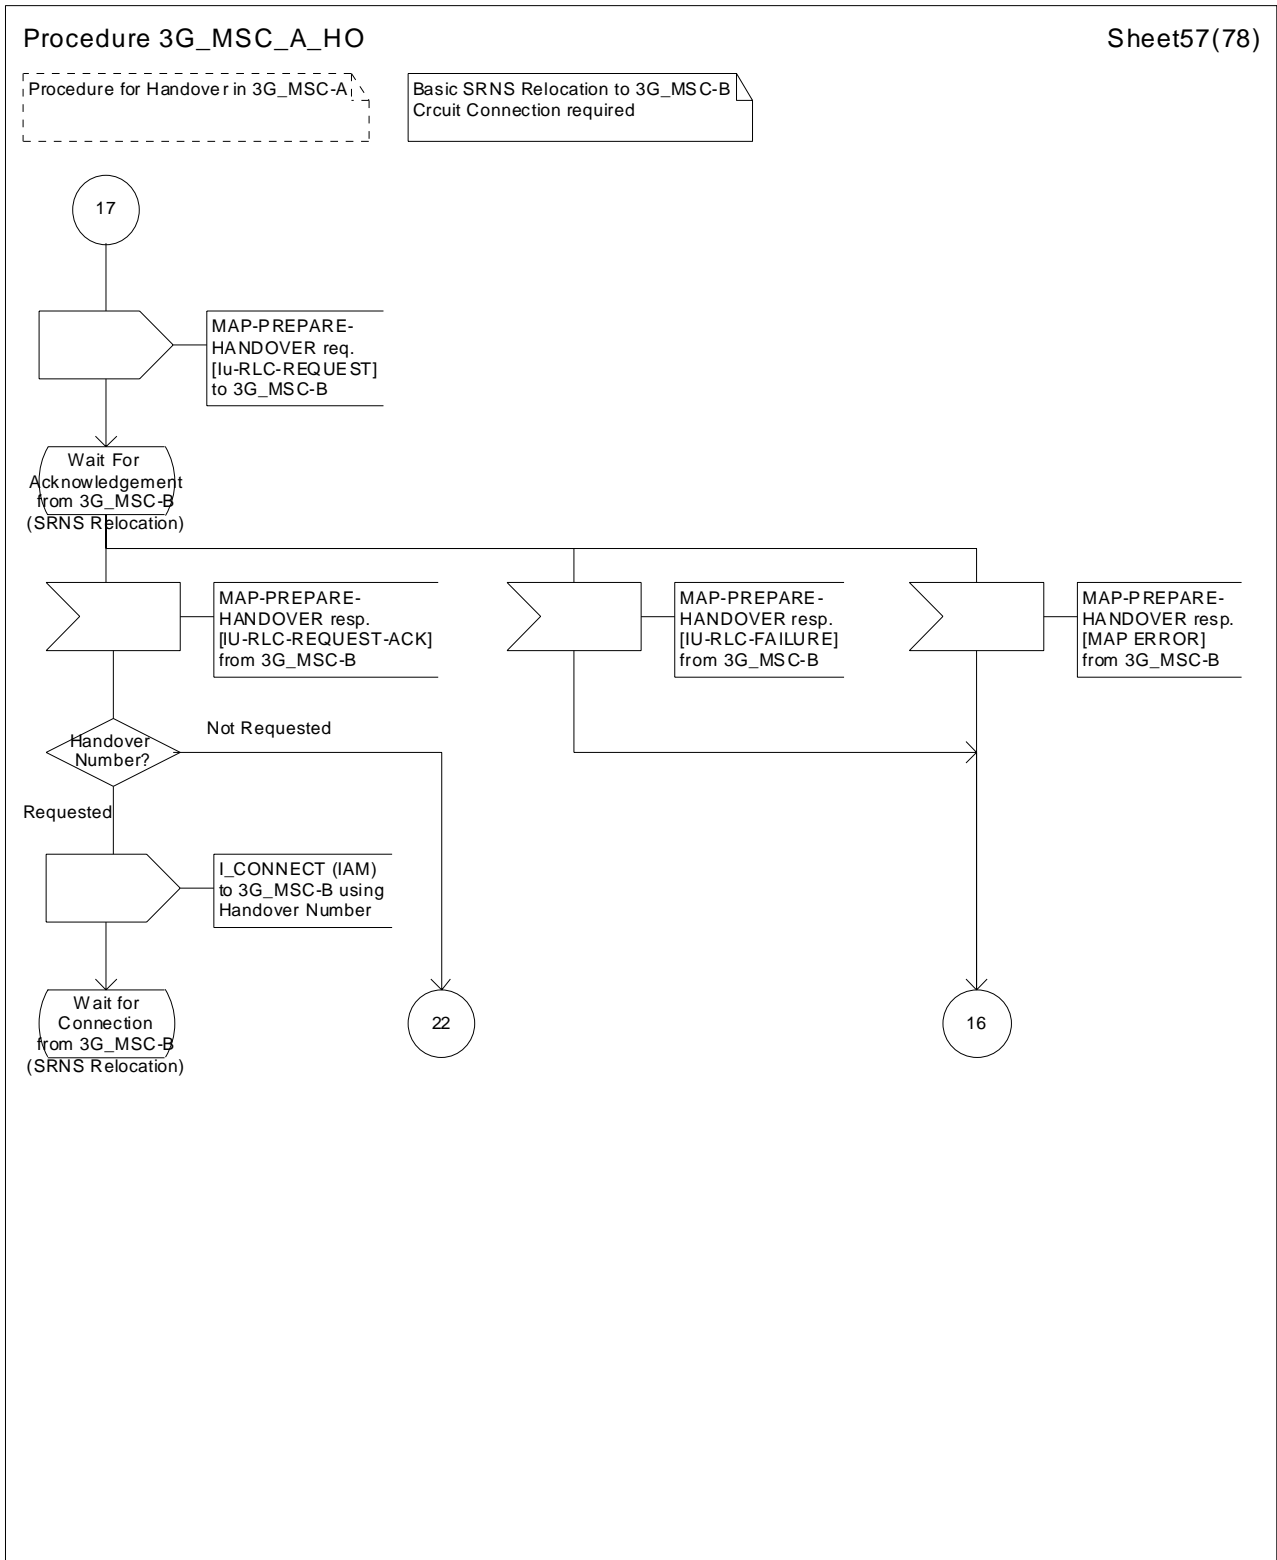 Procedure 3G_MSC_A_HO
Sheet57(78)
Procedure for Handover in 3G_MSC-A
Basic SRNS Relocation to 3G_MSC-B
Crcuit Connection required
17
MAP-PREPARE-
HANDOVER req.
[Iu-RLC-REQUEST]
to 3G_MSC-B
Wait For
Acknowledgement
from 3G_MSC-B
(SRNS Relocation)
MAP-PREPARE-
HANDOVER resp.
[IU-RLC-REQUEST-ACK]
from 3G_MSC-B
MAP-PREPARE-
HANDOVER resp.
[IU-RLC-FAILURE]
from 3G_MSC-B
MAP-PREPARE-
HANDOVER resp.
[MAP ERROR]
from 3G_MSC-B
Handover
Number?
Not Requested
Requested
I_CONNECT (IAM)
to 3G_MSC-B using
Handover Number
Wait for
Connection
from 3G_MSC-B
(SRNS Relocation)
22
16